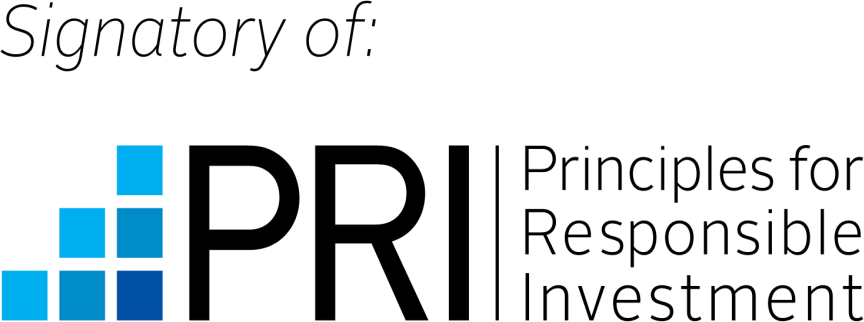 Signatory of:
PRI
Principles for
Responsible
Investment